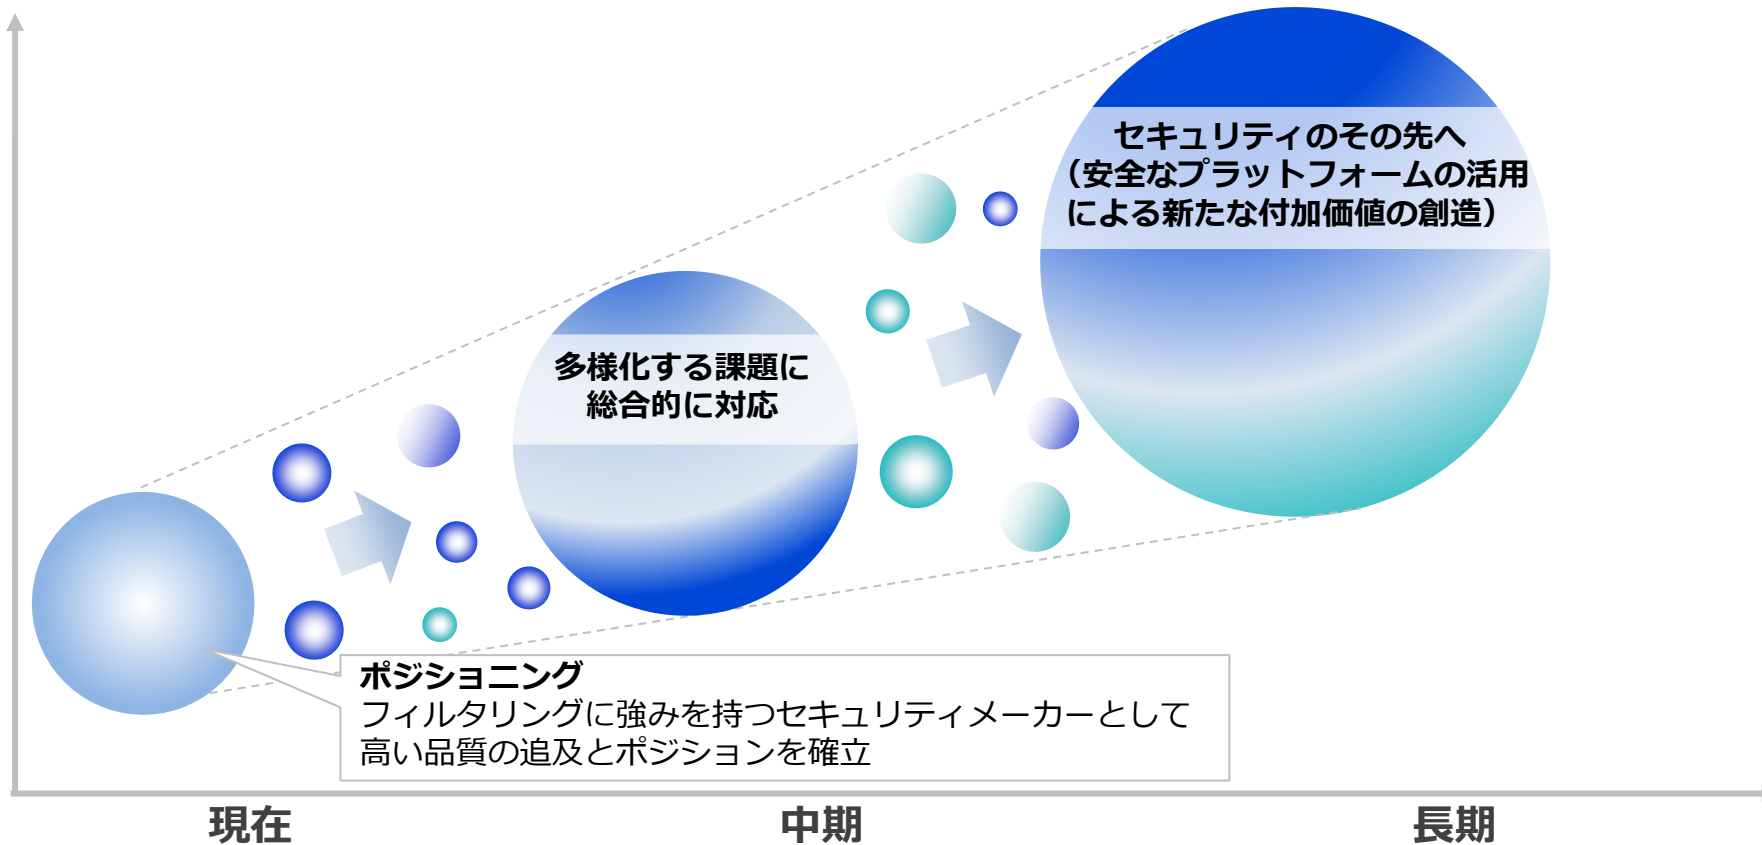 セキュリティのその先へ
（安全なプラットフォームの活用
による新たな付加価値の創造）
多様化する課題に
総合的に対応
ポジショニング
フィルタリングに強みを持つセキュリティメーカーとして
高い品質の追及とポジションを確立
現在
中期
長期